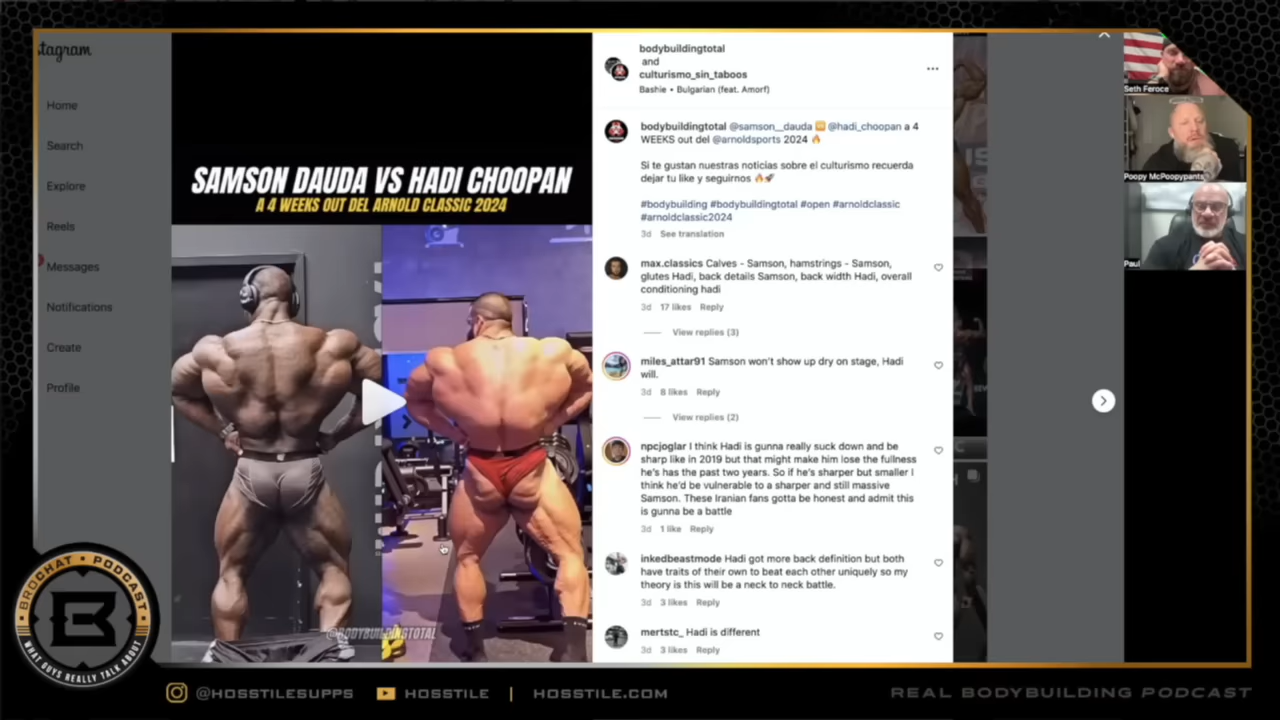 stagram
Home
Search
Explore
Reels
Messages
Notifications
Create
Profile
SAMSON DAUDA VS HADI CHOOPAN
A 4 WEEKS OUT DEL ARNOLD CLASSIC 2024
@BODYBUILDINGTOTAL
bodybuildingtotal
and
culturismo_sin_taboos
Bashie • Bulgarian (feat. Amorf)
bodybuildingtotal @samson__dauda 🆚 @hadi_choopan a 4
WEEKS out del @arnoldsports 2024 🔥
Si te gustan nuestras noticias sobre el culturismo recuerda
dejar tu like y seguirnos 🔥🚀
#bodybuilding #bodybuildingtotal #open #arnoldclassic
#arnoldclassic2024
3d See translation
max.classics Calves - Samson, hamstrings - Samson,
glutes Hadi, back details Samson, back width Hadi, overall
conditioning hadi
3d 17 likes Reply
View replies (3)
miles_attar91 Samson won't show up dry on stage, Hadi
will.
3d 8 likes Reply
View replies (2)
npcjoglar I think Hadi is gunna really suck down and be
sharp like in 2019 but that might make him lose the fullness
he's has the past two years. So if he's sharper but smaller I
think he'd be vulnerable to a sharper and still massive
Samson. These Iranian fans gotta be honest and admit this
is gunna be a battle
3d 1 like Reply
inkedbeastmode Hadi got more back definition but both
have traits of their own to beat each other uniquely so my
theory is this will be a neck to neck battle.
3d 3 likes Reply
mertstc_ Hadi is different
3d 3 likes Reply
Seth Feroce
Poopy McPoopypants
Paul
BROCHAT • PODCAST
B
WHAT GUYS REALLY TALK ABOUT
@HOSSTILESUPPS
HOSSTILE | HOSSTILE.COM
REAL BODYBUILDING PODCAST